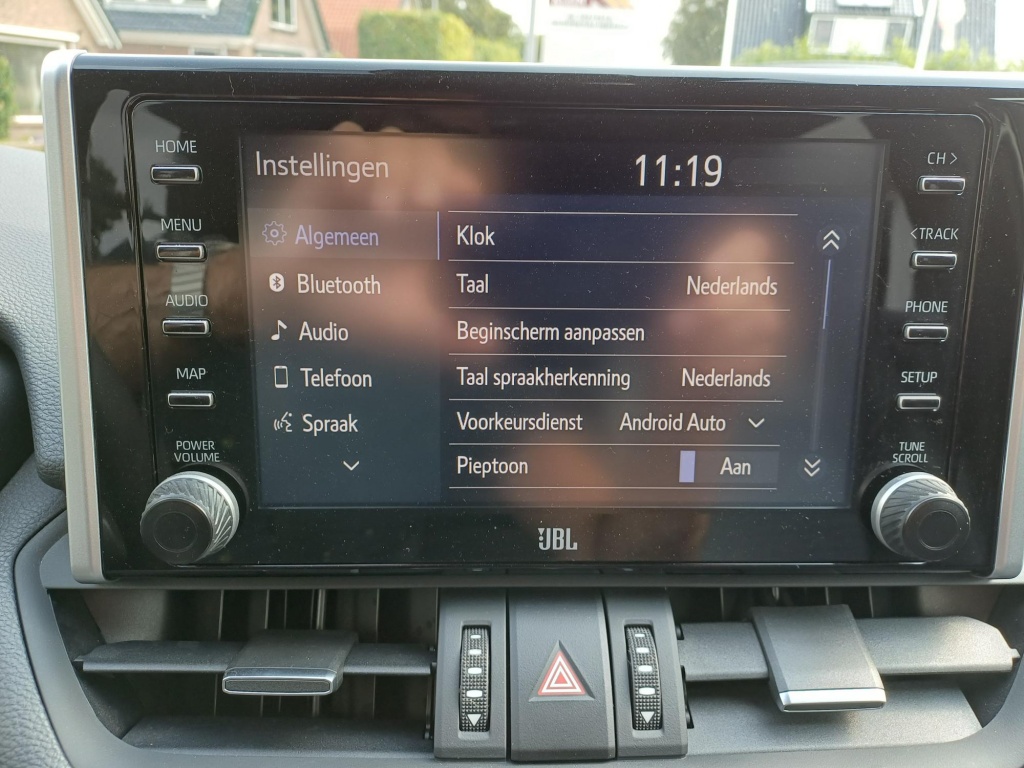 HOME
MENU
AUDIO
MAP
POWER
VOLUME
Instellingen
11:19
Algemeen
Bluetooth
Audio
Telefoon
Spraak
Klok
Taal Nederlands
Beginscherm aanpassen
Taal spraakherkenning Nederlands
Voorkeursdienst Android Auto
Pieptoon Aan
CH >
<TRACK
PHONE
SETUP
TUNE
SCROLL
JBL